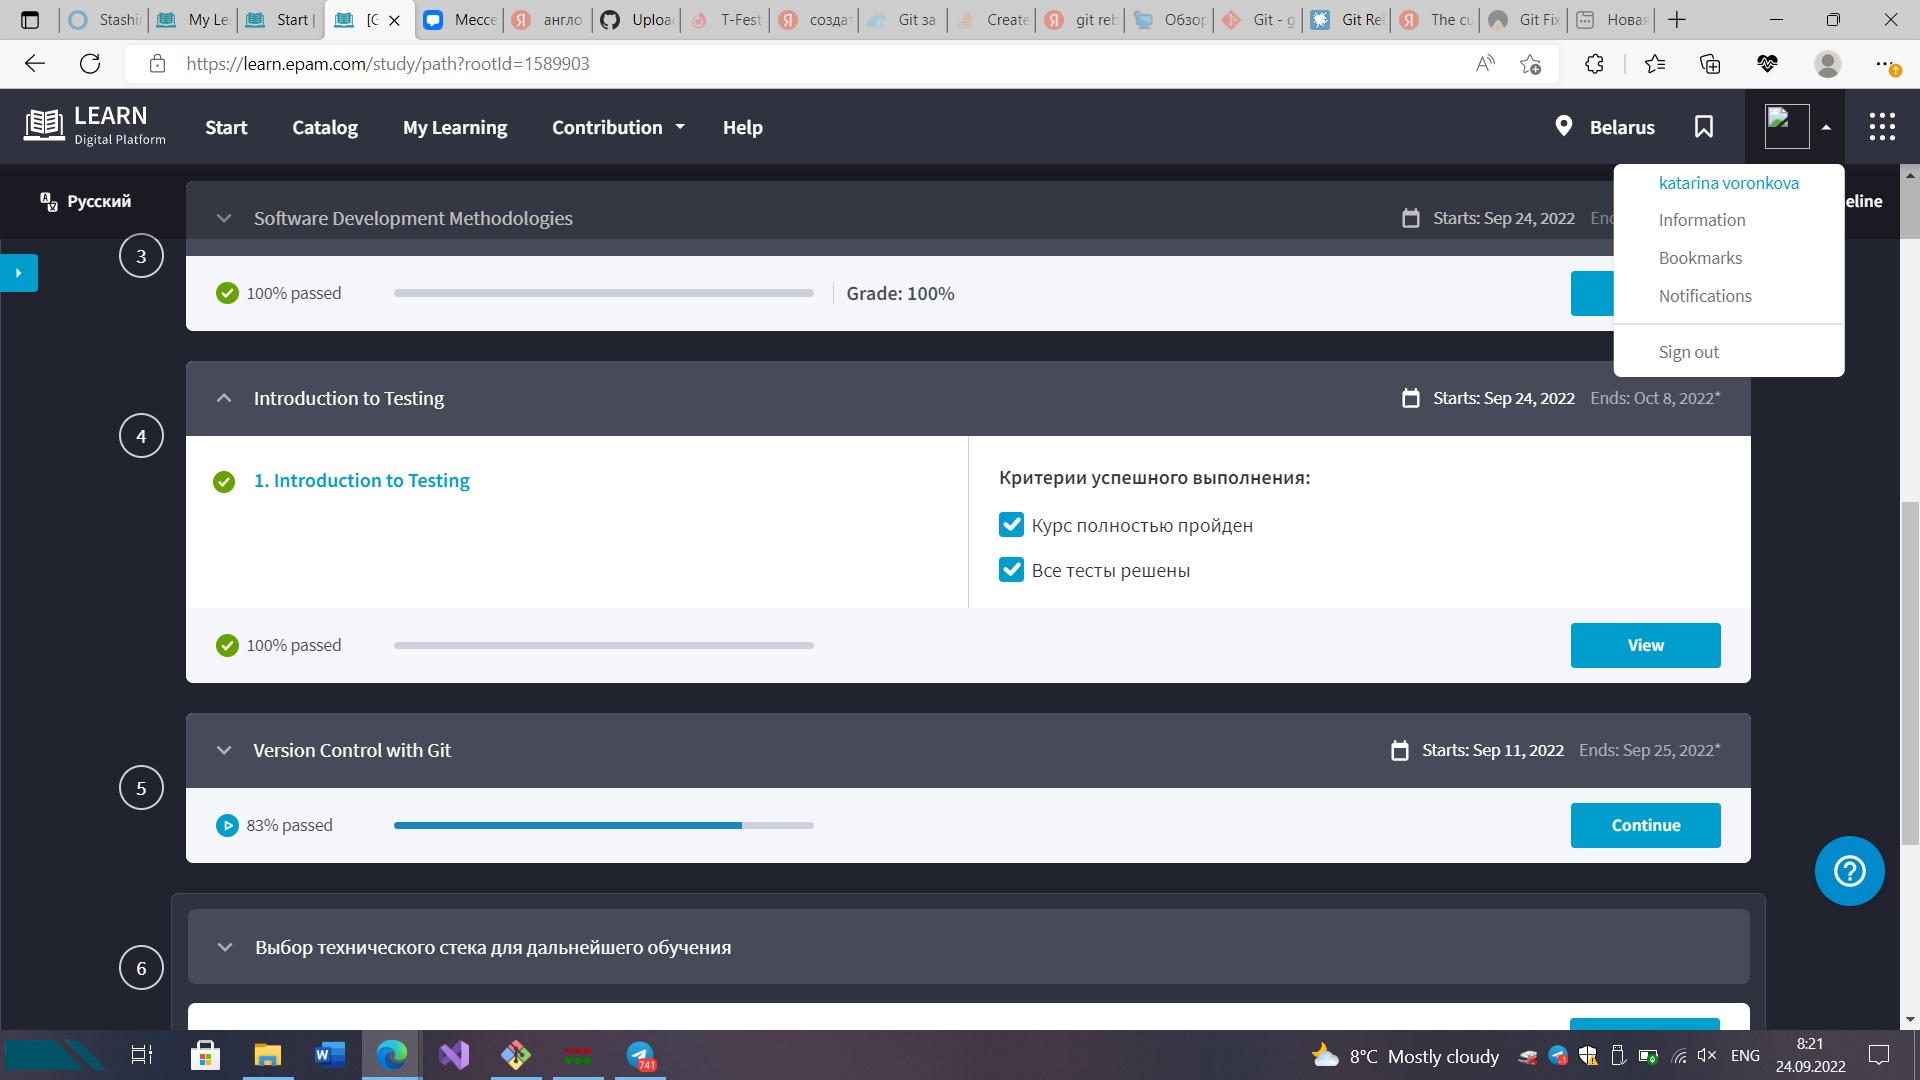 Stashi
My Le
Start |
[G
Мессе
англо
Uploa
T-Fest
созда
Git за
Create
git reb
Обзор
Git - g
Git Re
The cu
Git Fix
Новая
https://learn.epam.com/study/path?rootId=1589903
LEARN
Digital Platform
Start
Catalog
My Learning
Contribution
Help
Belarus
Русский
eline
katarina voronkova
Information
Bookmarks
Notifications
Sign out
3
Software Development Methodologies
Starts: Sep 24, 2022
100% passed
Grade: 100%
4
Introduction to Testing
Starts: Sep 24, 2022 Ends: Oct 8, 2022*
1. Introduction to Testing
Критерии успешного выполнения:
Курс полностью пройден
Все тесты решены
100% passed
View
5
Version Control with Git
Starts: Sep 11, 2022 Ends: Sep 25, 2022*
83% passed
Continue
6
Выбор технического стека для дальнейшего обучения
741
8°C Mostly cloudy
ENG
8:21
24.09.2022